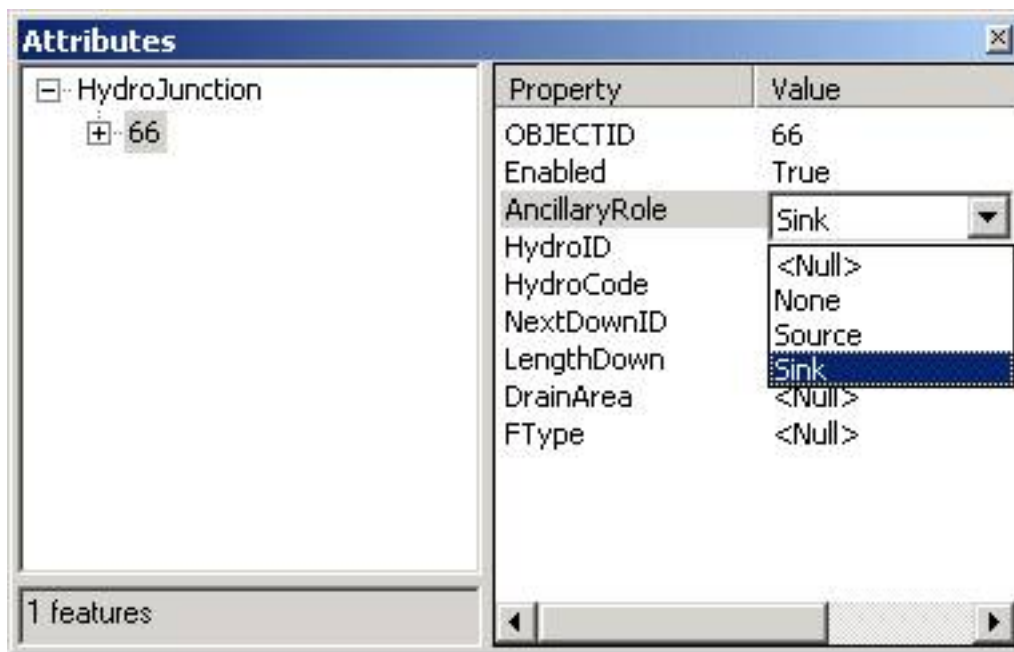 Attributes
HydroJunction
66
1 features
Property Value
OBJECTID 66
Enabled True
AncillaryRole Sink
HydroID <Null>
HydroCode None
NextDownID Source
LengthDown Sink
DrainArea <Null>
FType <Null>